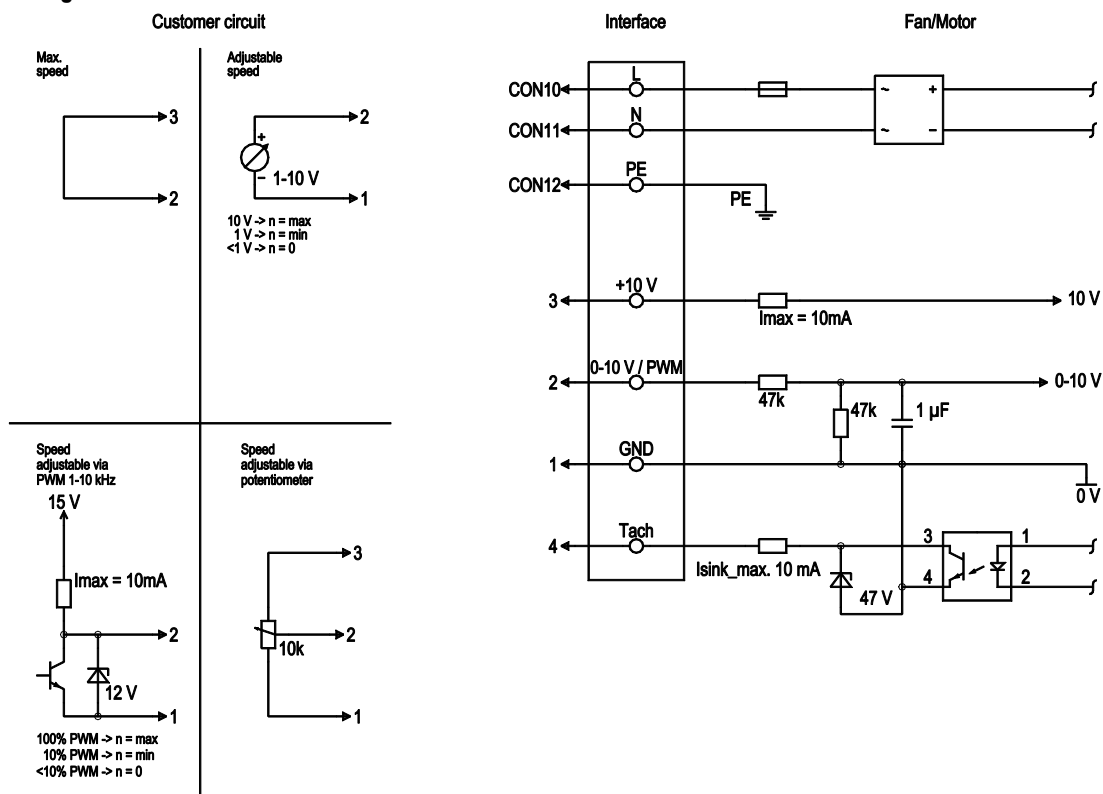 Customer circuit
Interface
Fan/Motor
Max.
speed
3
2
Adjustable
speed
2
+
– 1-10 V
1
10 V -> n = max
1 V -> n = min
<1 V -> n = 0
Speed
adjustable via
PWM 1-10 kHz
15 V
Imax = 10mA
2
12 V
1
100% PWM -> n = max
10% PWM -> n = min
<10% PWM -> n = 0
Speed
adjustable via
potentiometer
3
2
10k
1
CON10
L
~
+
CON11
N
~
–
CON12
PE
PE
3
+10 V
10 V
Imax = 10mA
2
0-10 V / PWM
0-10 V
47k
47k
1 µF
1
GND
0 V
4
Tach
3
1
Isink_max. 10 mA
4
2
47 V